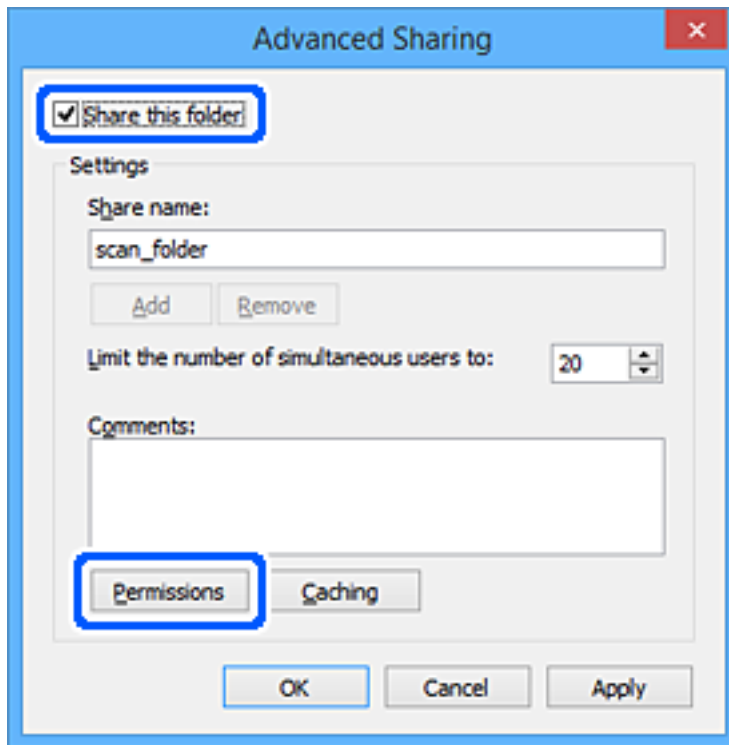 Advanced Sharing
Share this folder
Settings
Share name:
scan_folder
Add Remove
Limit the number of simultaneous users to: 20
Comments:
Permissions Caching
OK Cancel Apply